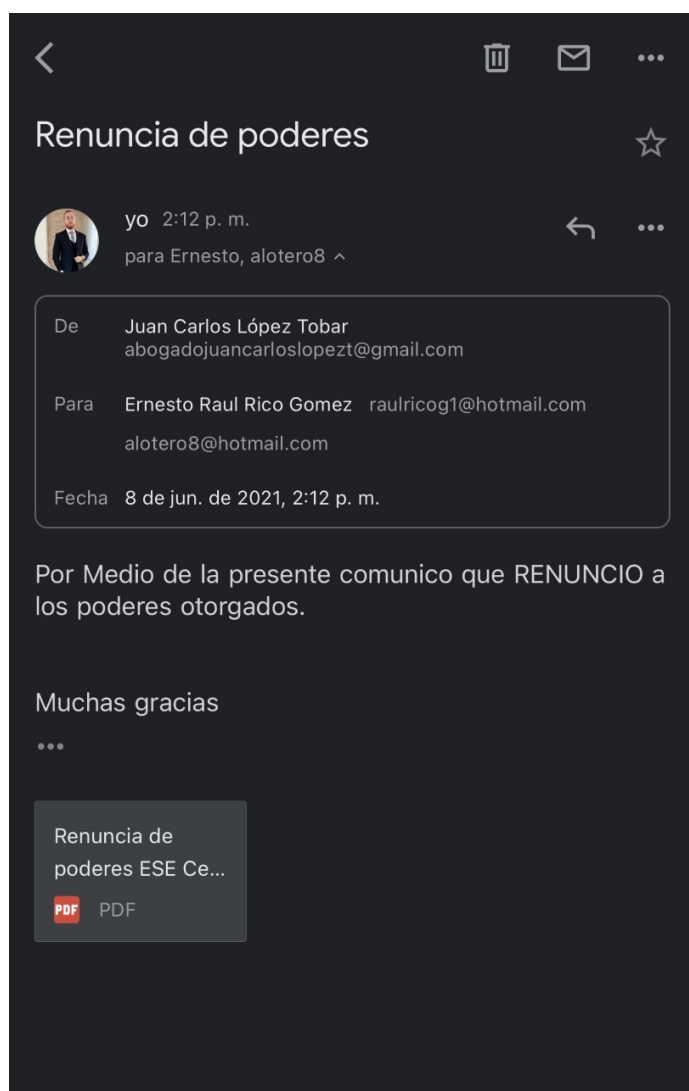 Renuncia de poderes
yo 2:12 p. m.
para Ernesto, alotero8
De Juan Carlos López Tobar
abogadojuancarloslopezt@gmail.com
Para Ernesto Raul Rico Gomez raulricog1@hotmail.com
alotero8@hotmail.com
Fecha 8 de jun. de 2021, 2:12 p. m.
Por Medio de la presente comunico que RENUNCIO a
los poderes otorgados.
Muchas gracias
Renuncia de
poderes ESE Ce...
PDF PDF